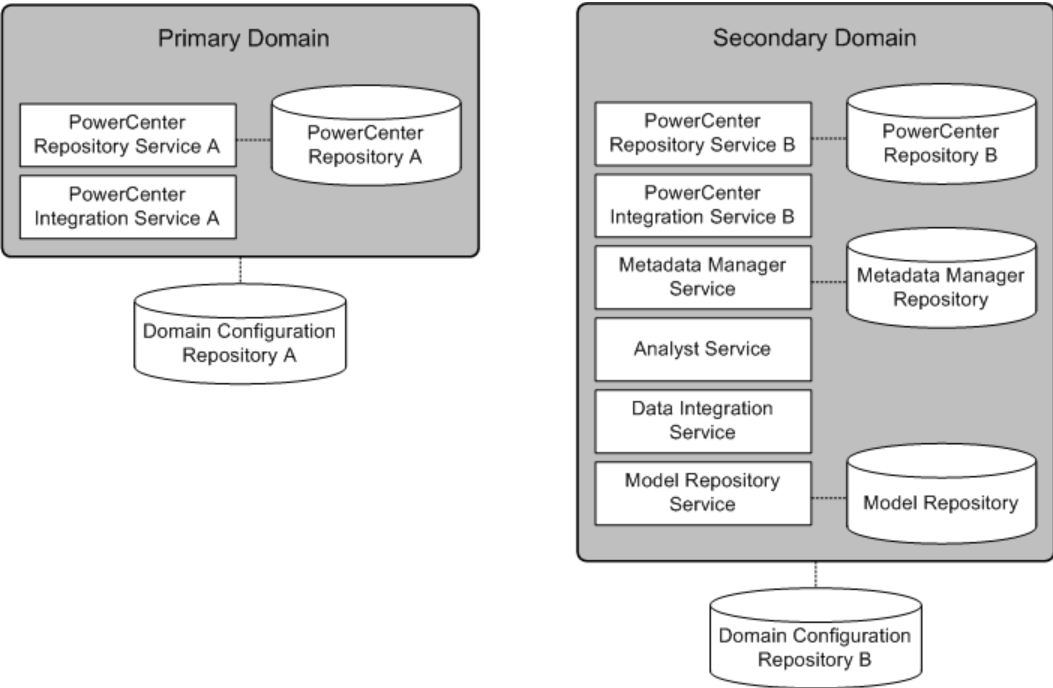 Primary Domain
PowerCenter
Repository Service A
PowerCenter
Repository A
PowerCenter
Integration Service A
Domain Configuration
Repository A
Secondary Domain
PowerCenter
Repository Service B
PowerCenter
Repository B
PowerCenter
Integration Service B
Metadata Manager
Service
Metadata Manager
Repository
Analyst Service
Data Integration
Service
Model Repository
Service
Model Repository
Domain Configuration
Repository B